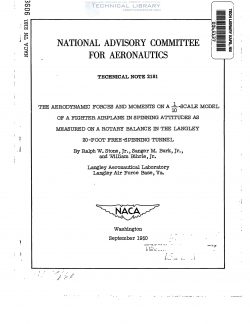 TECHNICAL LIBRARY
NATIONAL ADVISORY COMMITTEE
FOR AERONAUTICS
TECHNICAL NOTE 2181
THE AERODYNAMIC FORCES AND MOMENTS ON A 1/10-SCALE MODEL
OF A FIGHTER AIRPLANE IN SPINNING ATTITUDES AS
MEASURED ON A ROTARY BALANCE IN THE LANGLEY
20-FOOT FREE-SPINNING TUNNEL
By Ralph W. Stone, Jr., Sanger M. Burk, Jr.,
and William Bihrle, Jr.
Langley Aeronautical Laboratory
Langley Air Force Base, Va.
NACA
Washington
September 1950